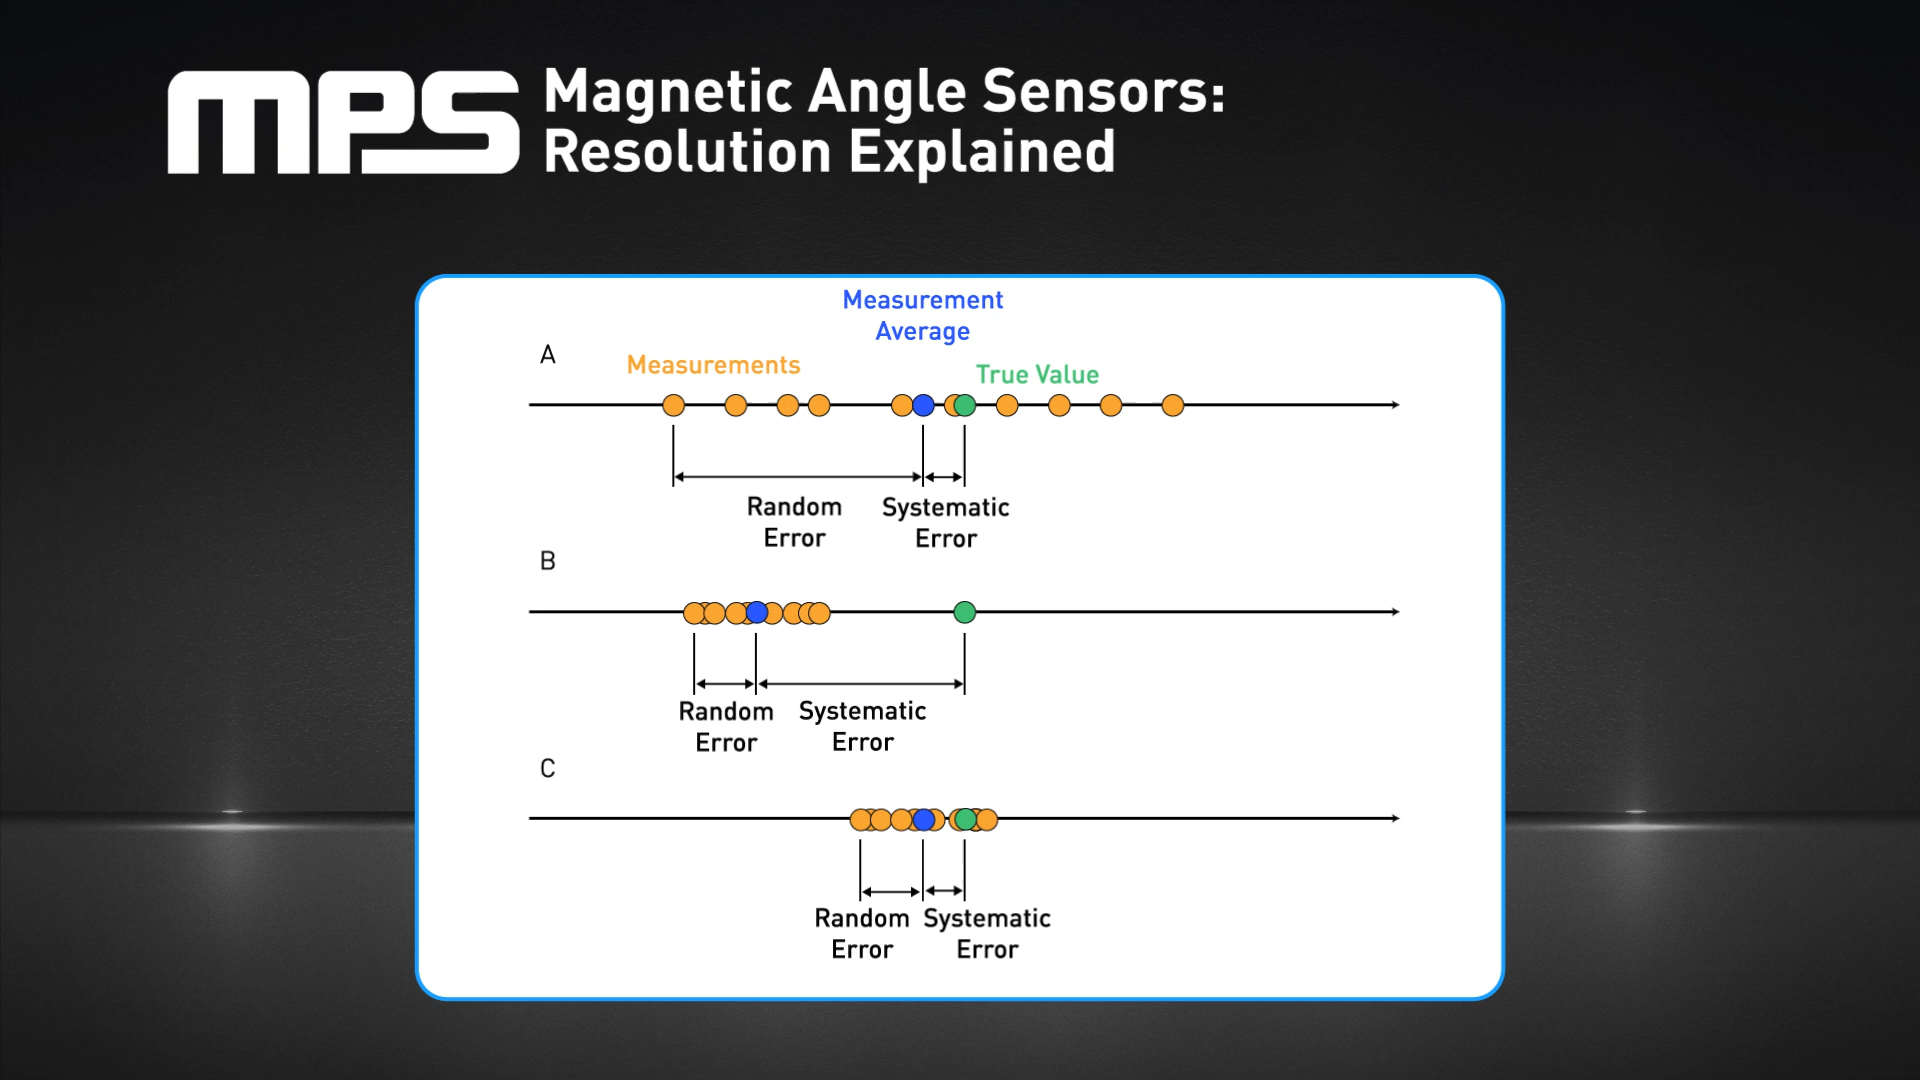 MPS
Magnetic Angle Sensors:
Resolution Explained
Measurement
Average
A
Measurements
True Value
Random
Error
Systematic
Error
B
Random
Error
Systematic
Error
C
Random
Error
Systematic
Error